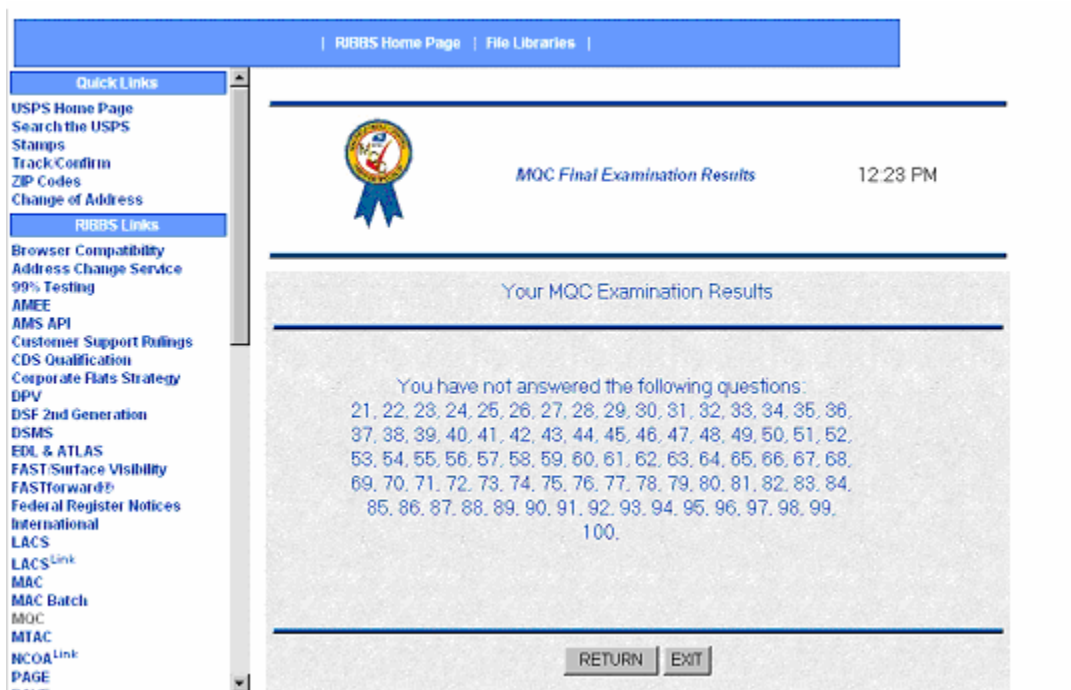 | RIBBS Home Page | File Libraries |
Quick Links
USPS Home Page
Search the USPS
Stamps
Track/Confirm
ZIP Codes
Change of Address
RIBBS Links
Browser Compatibility
Address Change Service
99% Testing
AMEE
AMS API
Customer Support Rulings
CDS Qualification
Corporate Flats Strategy
DPV
DSF 2nd Generation
DSMS
EDL & ATLAS
FAST/Surface Visibility
FASTforward®
Federal Register Notices
International
LACS
LACSLink
MAC
MAC Batch
MQC
MTAC
NCOALink
PAGE
MQC Final Examination Results
12:23 PM
Your MQC Examination Results
You have not answered the following questions:
21, 22, 23, 24, 25, 26, 27, 28, 29, 30, 31, 32, 33, 34, 35, 36,
37, 38, 39, 40, 41, 42, 43, 44, 45, 46, 47, 48, 49, 50, 51, 52,
53, 54, 55, 56, 57, 58, 59, 60, 61, 62, 63, 64, 65, 66, 67, 68,
69, 70, 71, 72, 73, 74, 75, 76, 77, 78, 79, 80, 81, 82, 83, 84,
85, 86, 87, 88, 89, 90, 91, 92, 93, 94, 95, 96, 97, 98, 99,
100,
RETURN EXIT